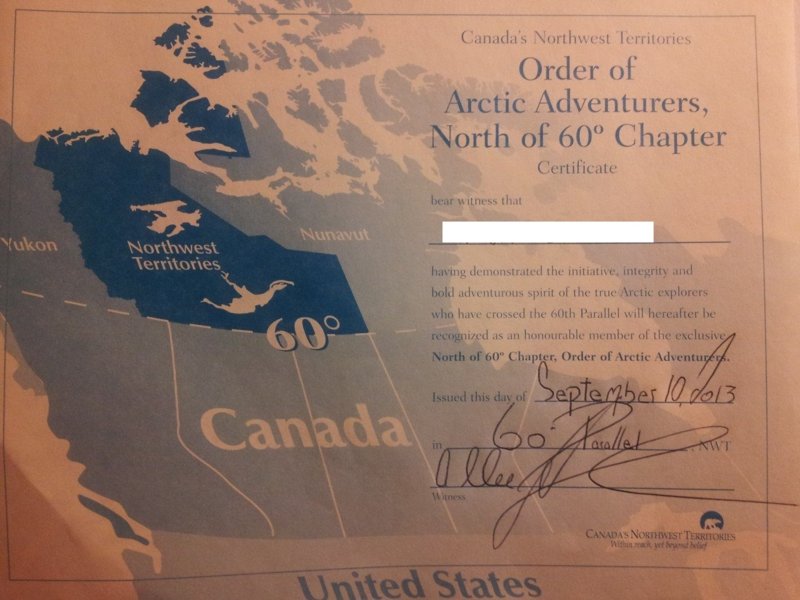 Canada's Northwest Territories
Order of
Arctic Adventurers,
North of 60º Chapter
Certificate
bear witness that
having demonstrated the initiative, integrity and
bold adventurous spirit of the true Arctic explorers
who have crossed the 60th Parallel will hereafter be
recognized as an honourable member of the exclusive
North of 60º Chapter, Order of Arctic Adventurers.
Issued this day of September 10, 2013
in 60° Parallel, NWT
Witness
CANADA'S NORTHWEST TERRITORIES
Within reach, yet beyond belief
Yukon
Northwest
Territories
Nunavut
60°
Canada
United States